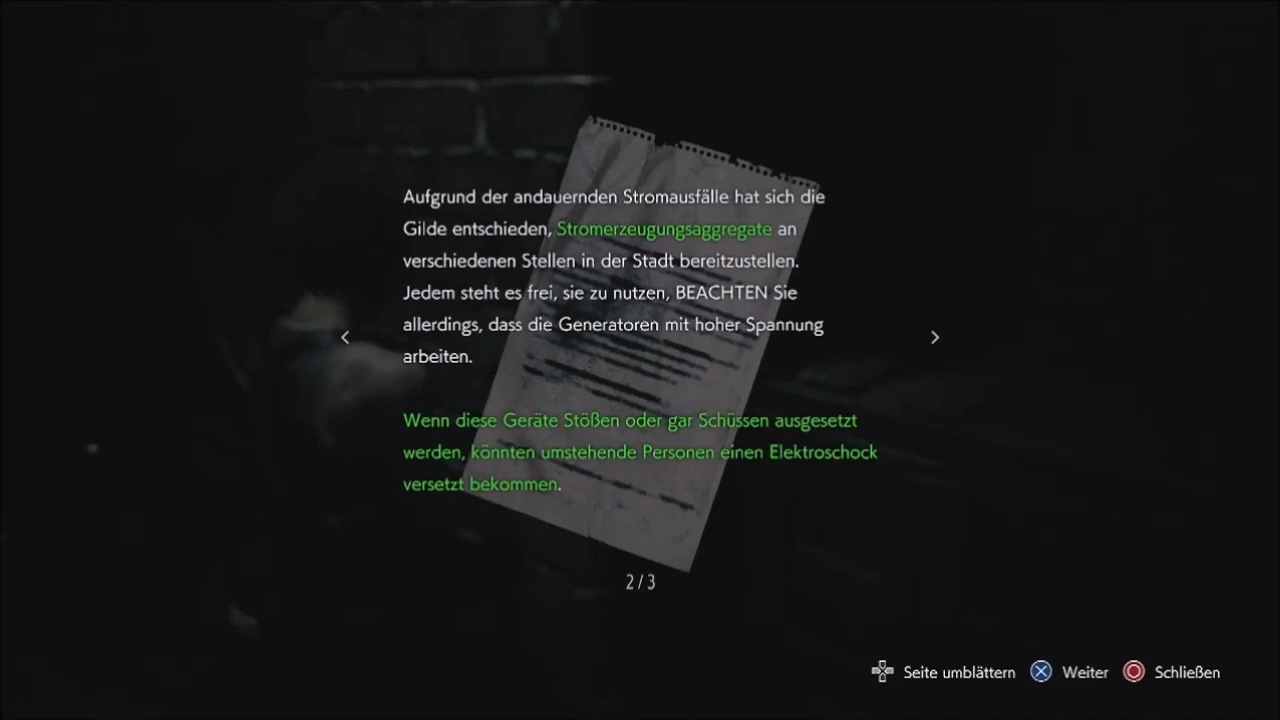 Aufgrund der andauernden Stromausfälle hat sich die
Gilde entschieden, Stromerzeugungsaggregate an
verschiedenen Stellen in der Stadt bereitzustellen.
Jedem steht es frei, sie zu nutzen, BEACHTEN Sie
allerdings, dass die Generatoren mit hoher Spannung
arbeiten.
Wenn diese Geräte Stößen oder gar Schüssen ausgesetzt
werden, könnten umstehende Personen einen Elektroschock
versetzt bekommen.
2/3
Seite umblättern Weiter Schließen